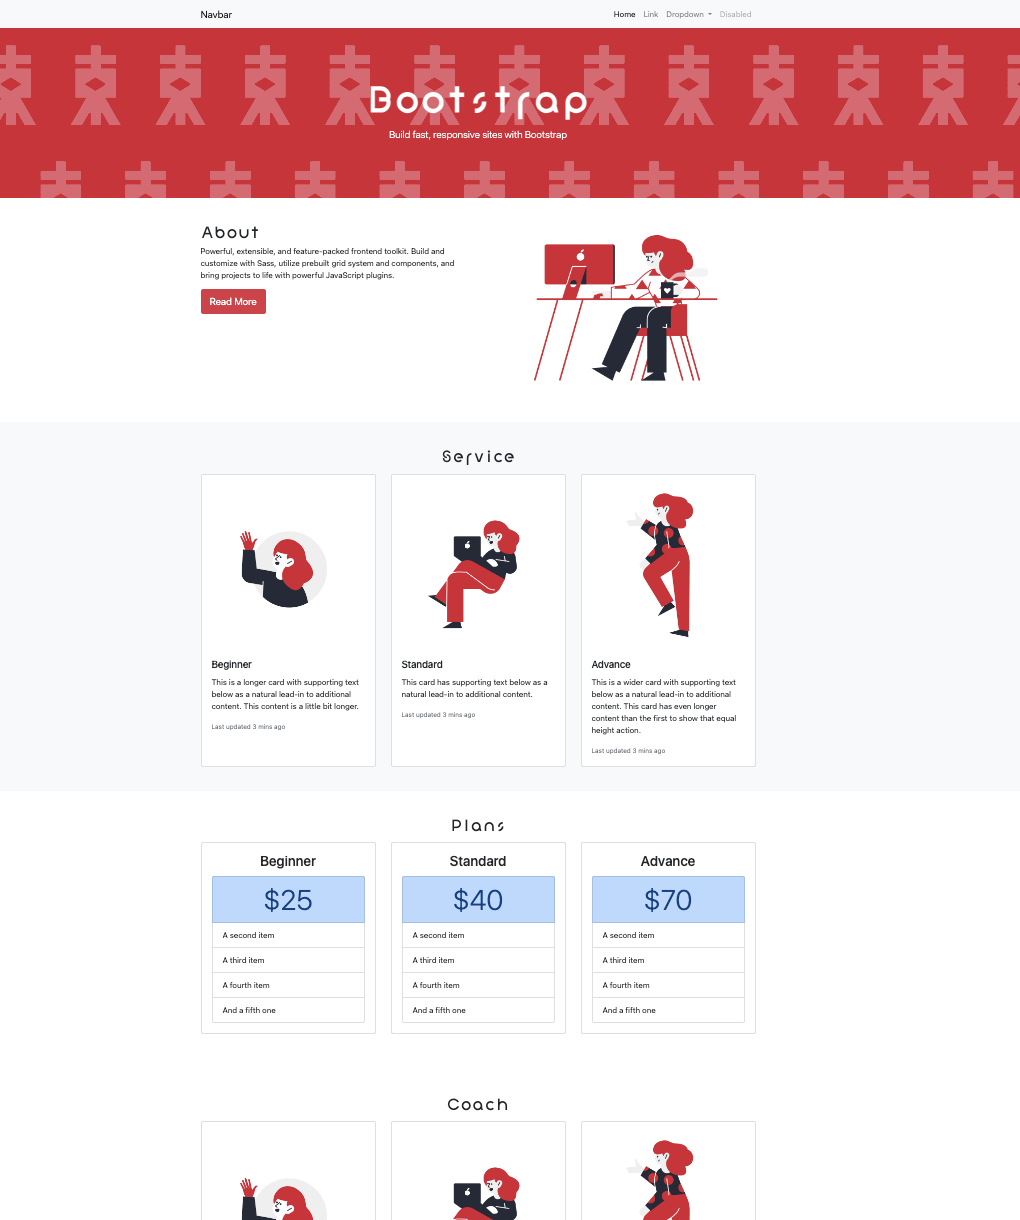 Navbar
Home Link Dropdown Disabled
Bootstrap
Build fast, responsive sites with Bootstrap
About
Powerful, extensible, and feature-packed frontend toolkit. Build and
customize with Sass, utilize prebuilt grid system and components, and
bring projects to life with powerful JavaScript plugins.
Read More
Service
Beginner
This is a longer card with supporting text
below as a natural lead-in to additional
content. This content is a little bit longer.
Last updated 3 mins ago
Standard
This card has supporting text below as a
natural lead-in to additional content.
Last updated 3 mins ago
Advance
This is a wider card with supporting text
below as a natural lead-in to additional
content. This card has even longer
content than the first to show that equal
height action.
Last updated 3 mins ago
Plans
Beginner
$25
A second item
A third item
A fourth item
And a fifth one
Standard
$40
A second item
A third item
A fourth item
And a fifth one
Advance
$70
A second item
A third item
A fourth item
And a fifth one
Coach